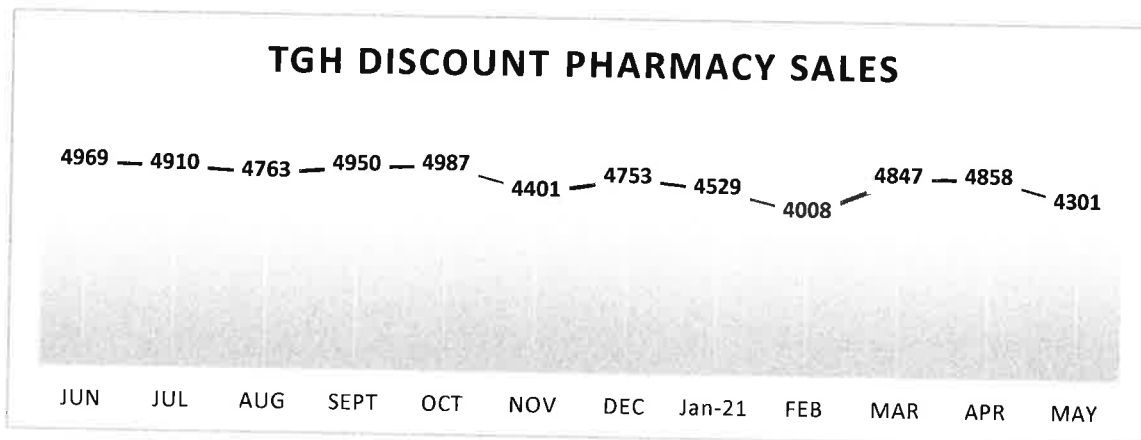 TGH DISCOUNT PHARMACY SALES
4969 4910 4763 4950 4987 4401 4753 4529 4008 4847 4858 4301
JUN JUL AUG SEPT OCT NOV DEC Jan-21 FEB MAR APR MAY